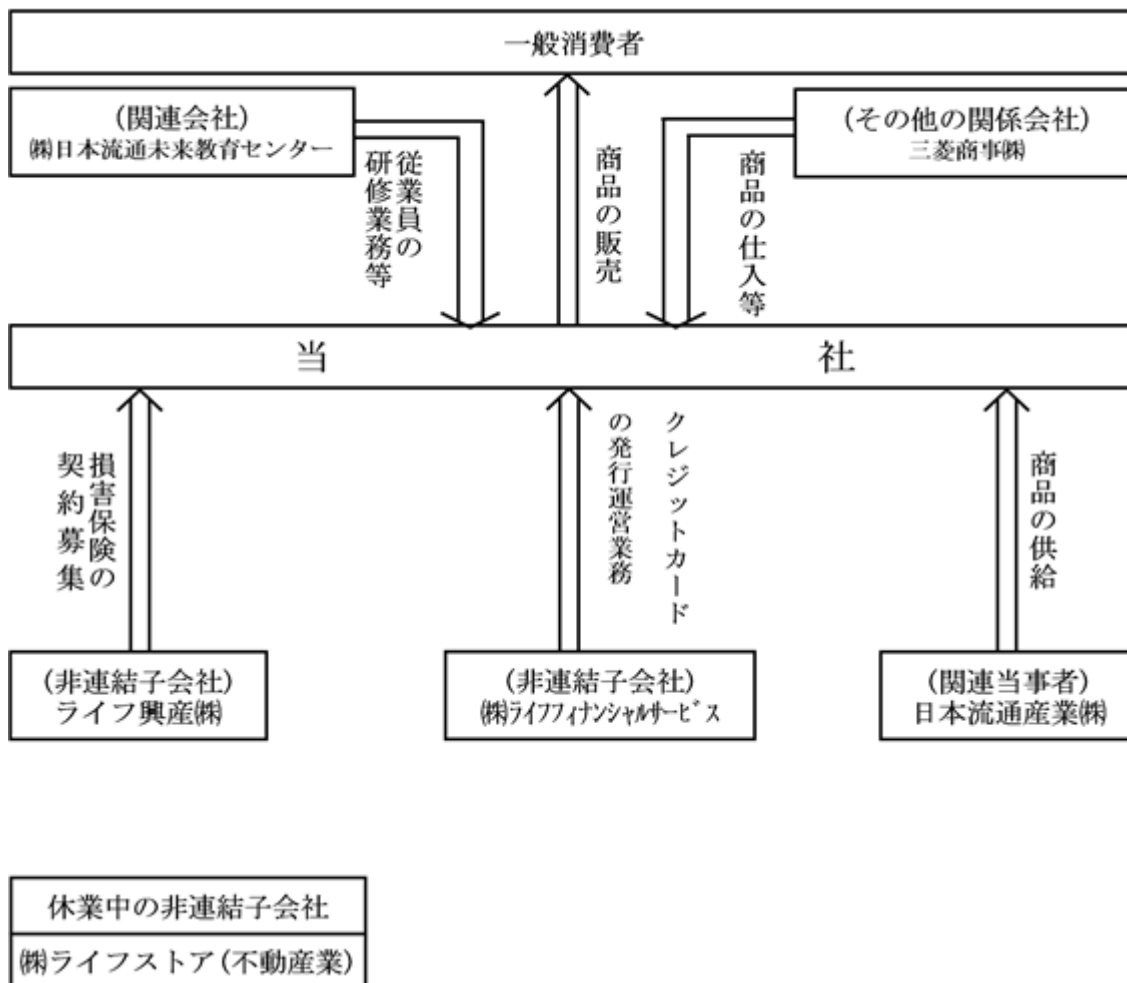 一般消費者
(関連会社)
㈱日本流通未来教育センター
(その他の関係会社)
三菱商事㈱
従業員の
研修業務等
商品の販売
商品の仕入等
当社
損害保険の
契約募集
クレジットカード
の発行運営業務
商品の供給
(非連結子会社)
ライフ興産㈱
(非連結子会社)
㈱ライフフィナンシャルサービス
(関連当事者)
日本流通産業㈱
休業中の非連結子会社
㈱ライフストア(不動産業)